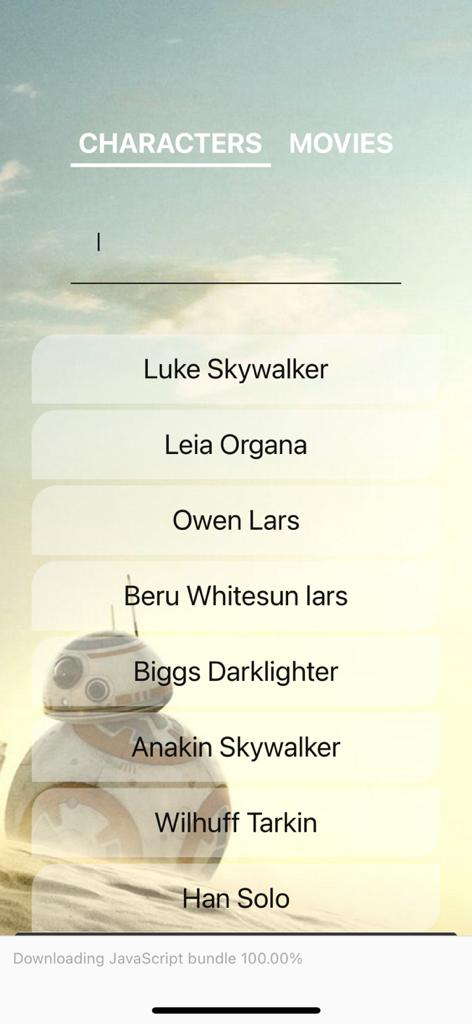 CHARACTERS MOVIES
Luke Skywalker
Leia Organa
Owen Lars
Beru Whitesun lars
Biggs Darklighter
Anakin Skywalker
Wilhuff Tarkin
Han Solo
Downloading JavaScript bundle 100.00%